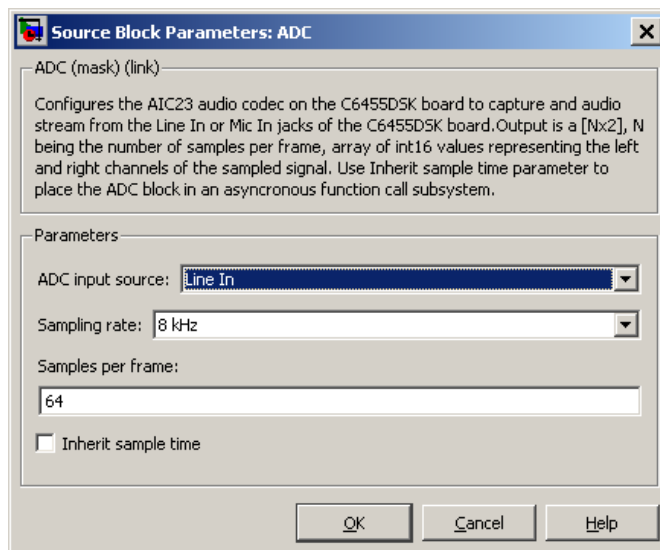 Source Block Parameters: ADC
ADC (mask) (link)
Configures the AIC23 audio codec on the C6455DSK board to capture and audio
stream from the Line In or Mic In jacks of the C6455DSK board.Output is a [Nx2], N
being the number of samples per frame, array of int16 values representing the left
and right channels of the sampled signal. Use Inherit sample time parameter to
place the ADC block in an asyncronous function call subsystem.
Parameters
ADC input source: Line In
Sampling rate: 8 kHz
Samples per frame:
64
Inherit sample time
OK Cancel Help